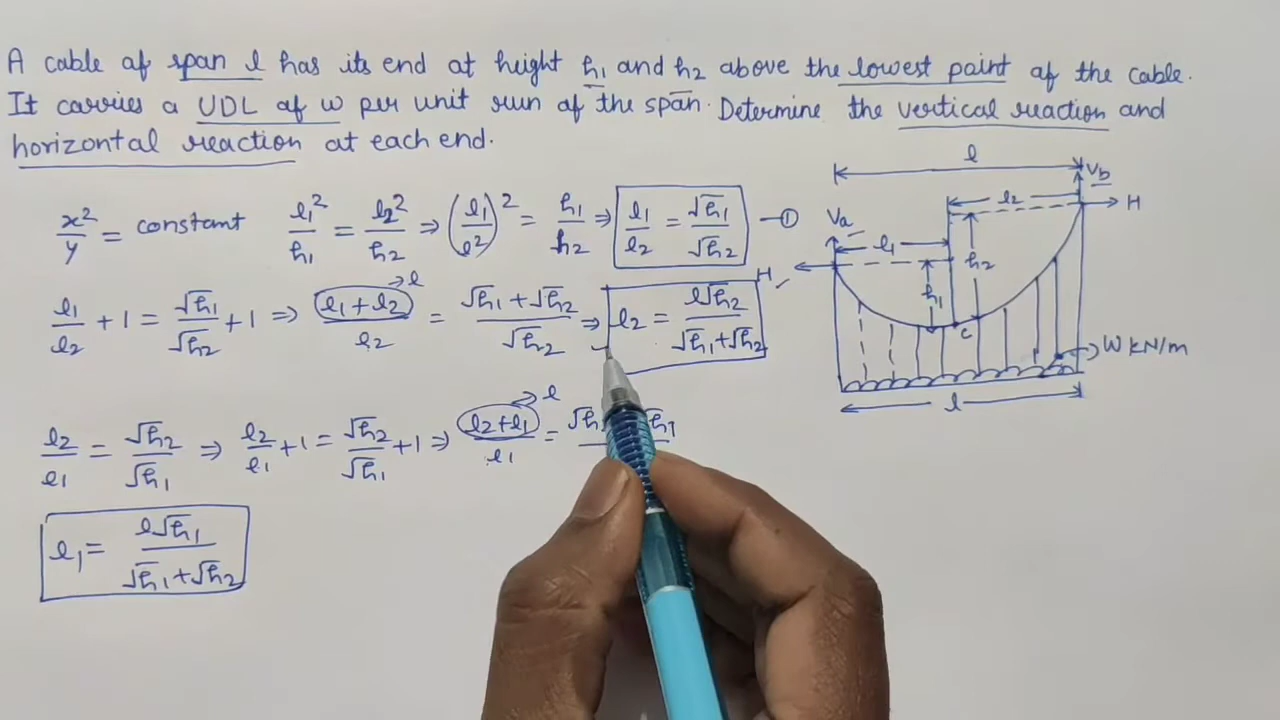 A cable of span l has its end at height h₁ and h₂ above the lowest point of the cable.
It carries a UDL of w per unit run of the span. Determine the vertical reaction and
horizontal reaction at each end.
x²/y = constant l₁²/h₁ = l₂²/h₂ ⇒ (l₁/l²)² = h₁/h₂ ⇒ l₁/l₂ = √h₁/√h₂ —①
l₁/l₂ + 1 = √h₁/√h₂ + 1 ⇒ (l₁+l₂)/l₂ = (√h₁+√h₂)/√h₂ ⇒ l₂ = l√h₂/(√h₁+√h₂)
→ l
l₂/l₁ = √h₂/√h₁ ⇒ l₂/l₁ + 1 = √h₂/√h₁ + 1 ⇒ (l₂+l₁)/l₁ =
→ l
l₁ = l√h₁/(√h₁+√h₂)
l
Vb
l₂
H
Va
l₁
h₂
H
h₁
C
W kN/m
l